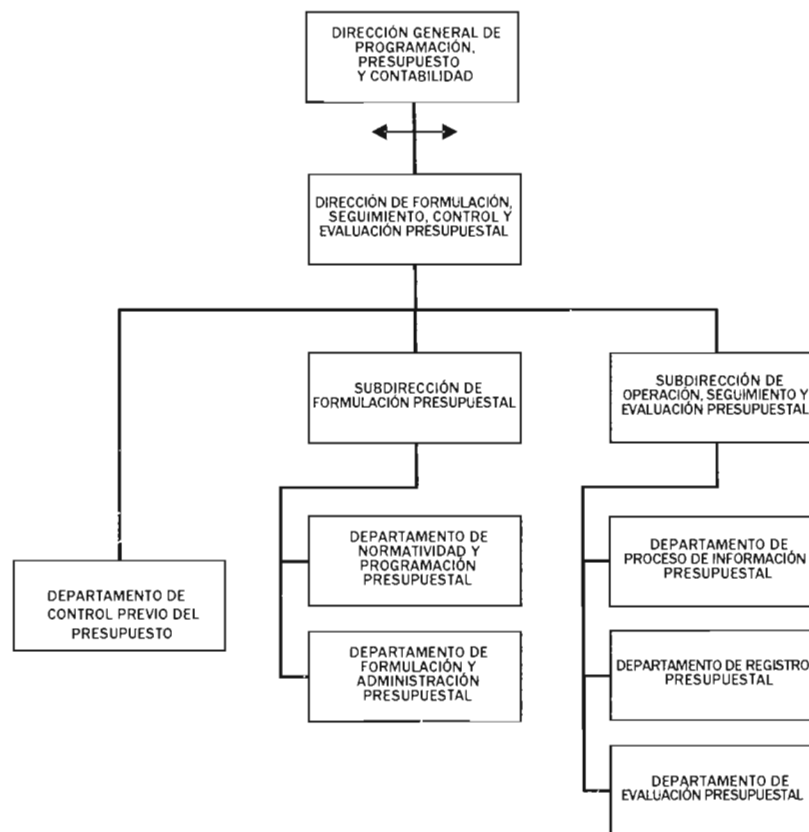 DIRECCIÓN GENERAL DE
PROGRAMACIÓN,
PRESUPUESTO
Y CONTABILIDAD
DIRECCIÓN DE FORMULACIÓN,
SEGUIMIENTO, CONTROL Y
EVALUACIÓN PRESUPUESTAL
SUBDIRECCIÓN DE
FORMULACIÓN PRESUPUESTAL
SUBDIRECCIÓN DE
OPERACIÓN, SEGUIMIENTO Y
EVALUACIÓN PRESUPUESTAL
DEPARTAMENTO DE
CONTROL PREVIO DEL
PRESUPUESTO
DEPARTAMENTO DE
NORMATIVIDAD Y
PROGRAMACIÓN
PRESUPUESTAL
DEPARTAMENTO DE
FORMULACIÓN Y
ADMINISTRACIÓN
PRESUPUESTAL
DEPARTAMENTO DE
PROCESO DE INFORMACIÓN
PRESUPUESTAL
DEPARTAMENTO DE REGISTRO
PRESUPUESTAL
DEPARTAMENTO DE
EVALUACIÓN PRESUPUESTAL